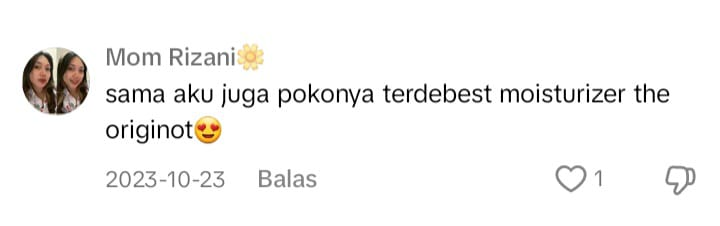 Mom Rizani🌼
sama aku juga pokonya terdebest moisturizer the
originot😍
2023-10-23 Balas 1